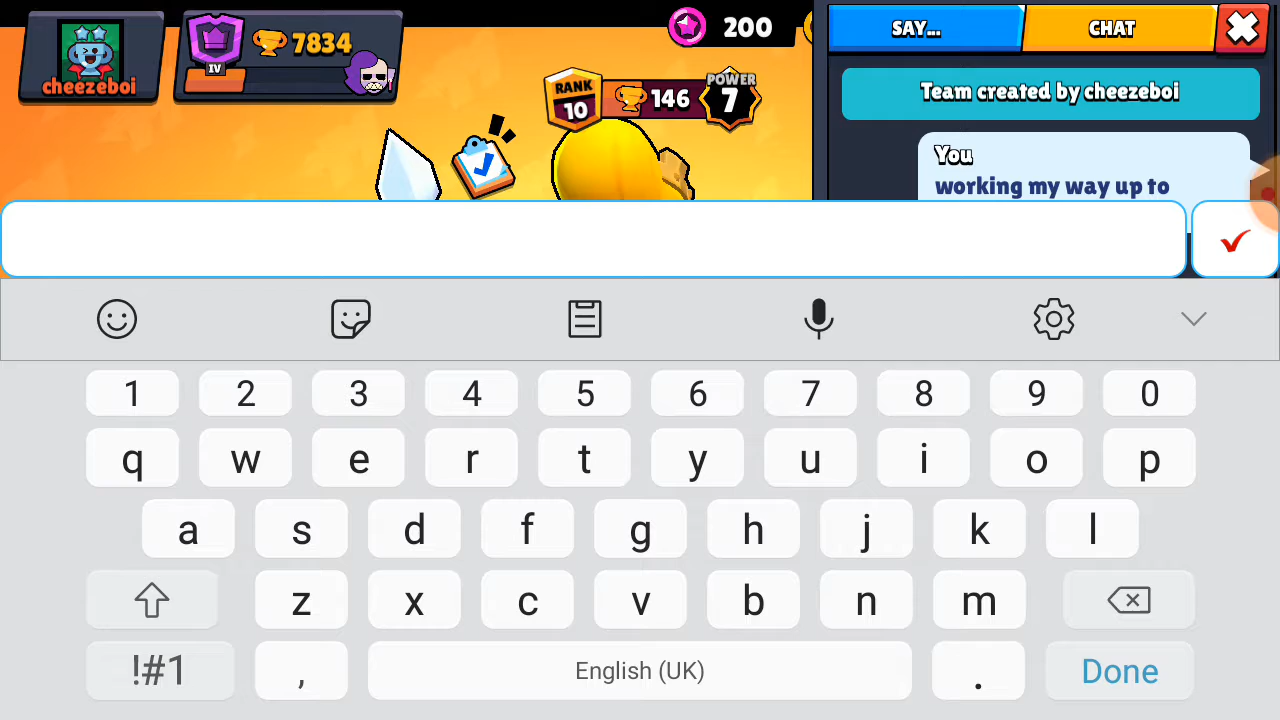 cheezeboi
IV
7834
200
RANK
10
146
POWER
7
SAY...
CHAT
Team created by cheezeboi
You
working my way up to
1 2 3 4 5 6 7 8 9 0
q w e r t y u i o p
a s d f g h j k l
z x c v b n m
!#1 , English (UK) . Done